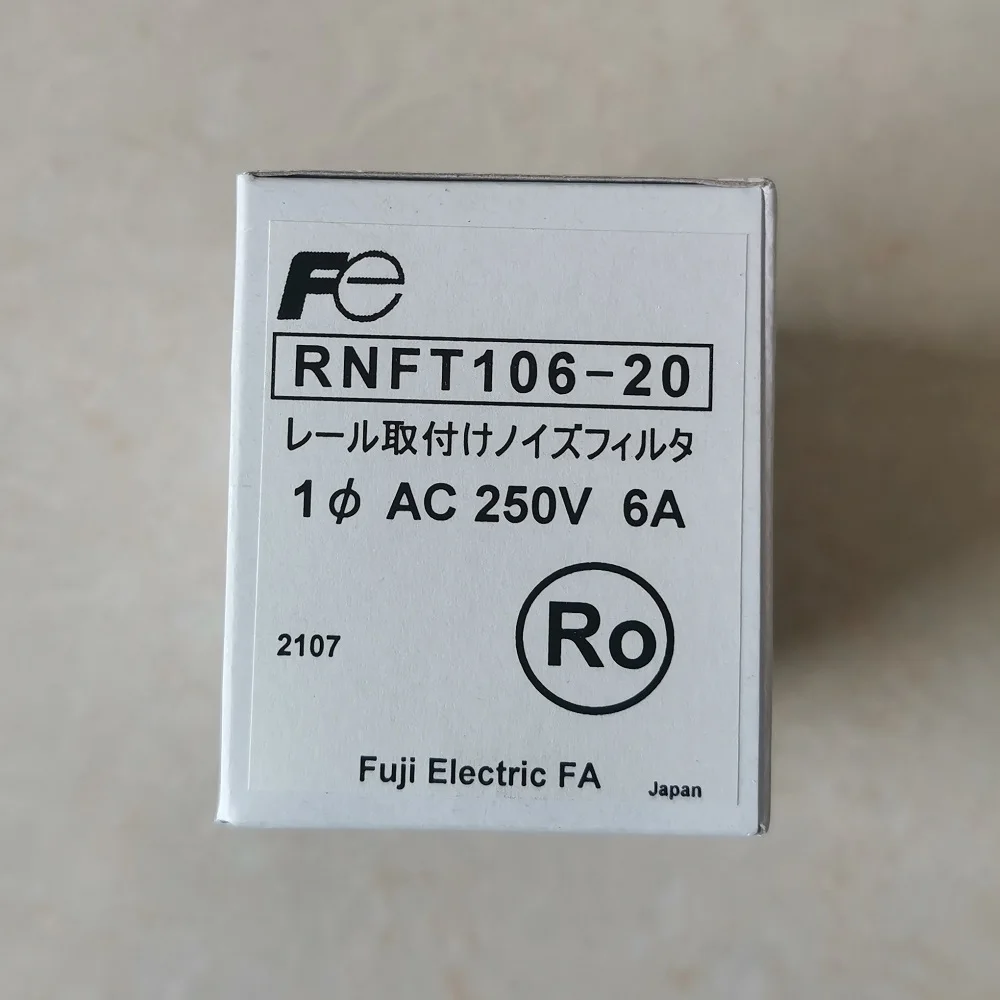 Fe
RNFT106-20
レール取付けノイズフィルタ
1φ AC 250V 6A
2107
Ro
Fuji Electric FA
Japan